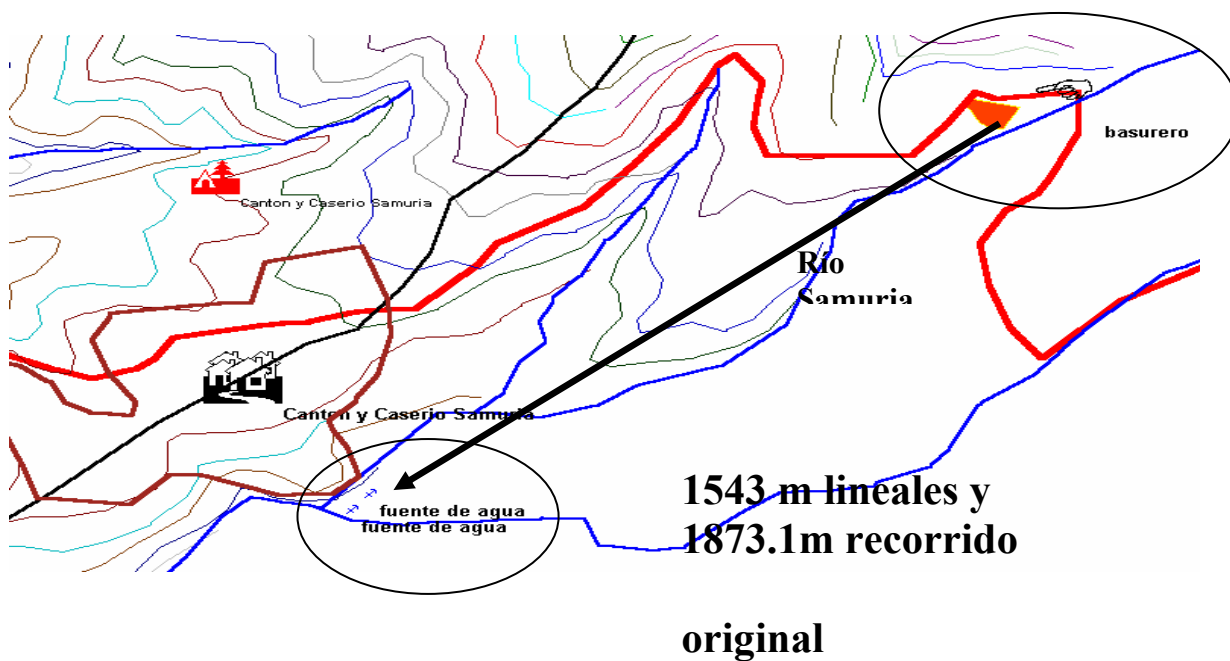 basurero
Canton y Caserio Samuria
Río
Samuria
Canton y Caserio Samuria
1543 m lineales y
1873.1m recorrido
fuente de agua
fuente de agua
original